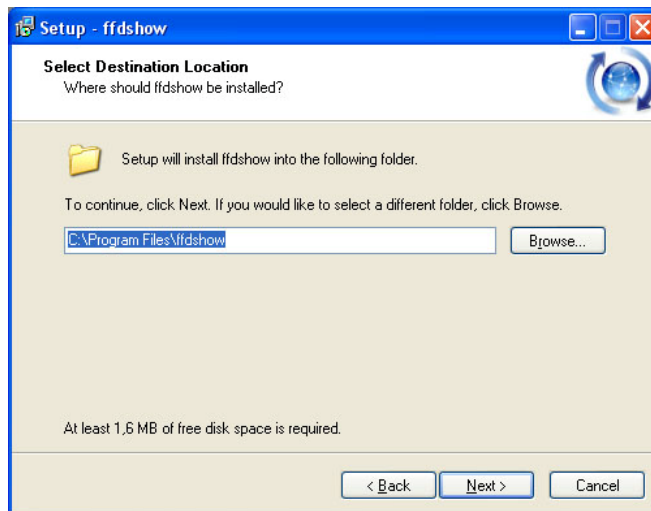 Setup - ffdshow
Select Destination Location
Where should ffdshow be installed?
Setup will install ffdshow into the following folder.
To continue, click Next. If you would like to select a different folder, click Browse.
C:\Program Files\ffdshow
Browse...
At least 1,6 MB of free disk space is required.
< Back
Next >
Cancel